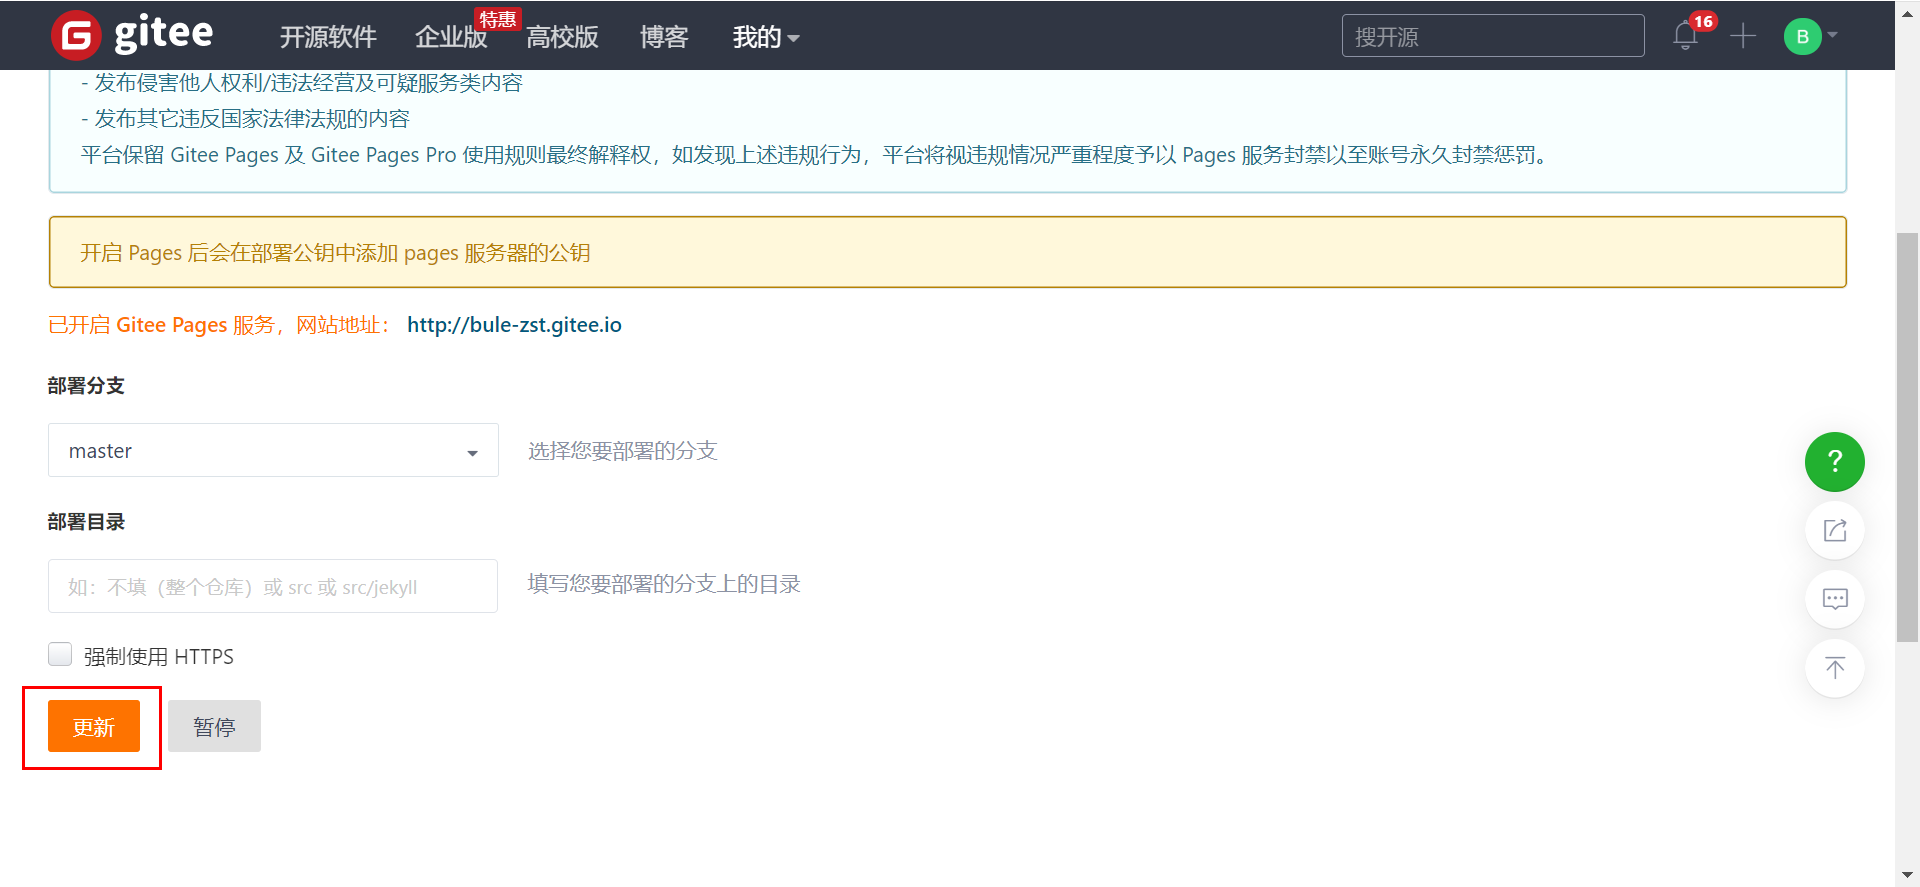 gitee
开源软件
企业版
特惠
高校版
博客
我的
搜开源
16
B
- 发布侵害他人权利/违法经营及可疑服务类内容
- 发布其它违反国家法律法规的内容
平台保留 Gitee Pages 及 Gitee Pages Pro 使用规则最终解释权，如发现上述违规行为，平台将视违规情况严重程度予以 Pages 服务封禁以至账号永久封禁惩罚。
开启 Pages 后会在部署公钥中添加 pages 服务器的公钥
已开启 Gitee Pages 服务，网站地址： http://bule-zst.gitee.io
部署分支
master
选择您要部署的分支
部署目录
如：不填（整个仓库）或 src 或 src/jekyll
填写您要部署的分支上的目录
强制使用 HTTPS
更新
暂停
?